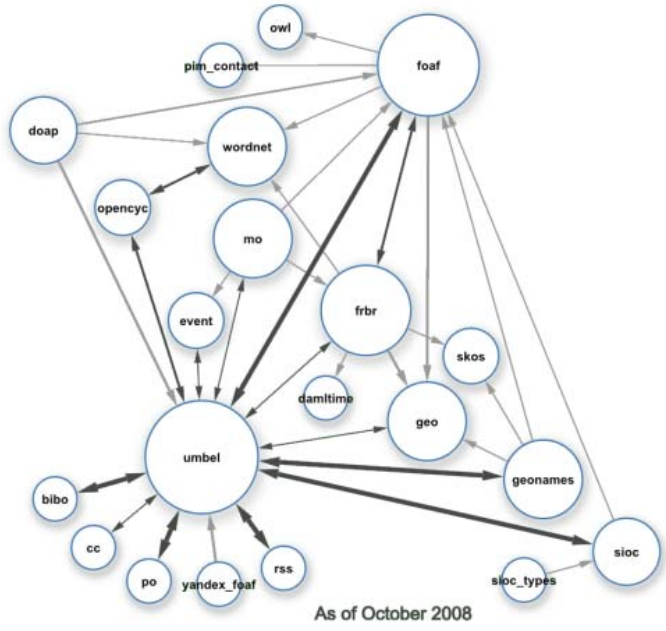 owl
pim_contact
foaf
doap
wordnet
opencyc
mo
event
frbr
skos
damltime
geo
umbel
geonames
bibo
cc
po
yandex_foaf
rss
sioc_types
sioc
As of October 2008